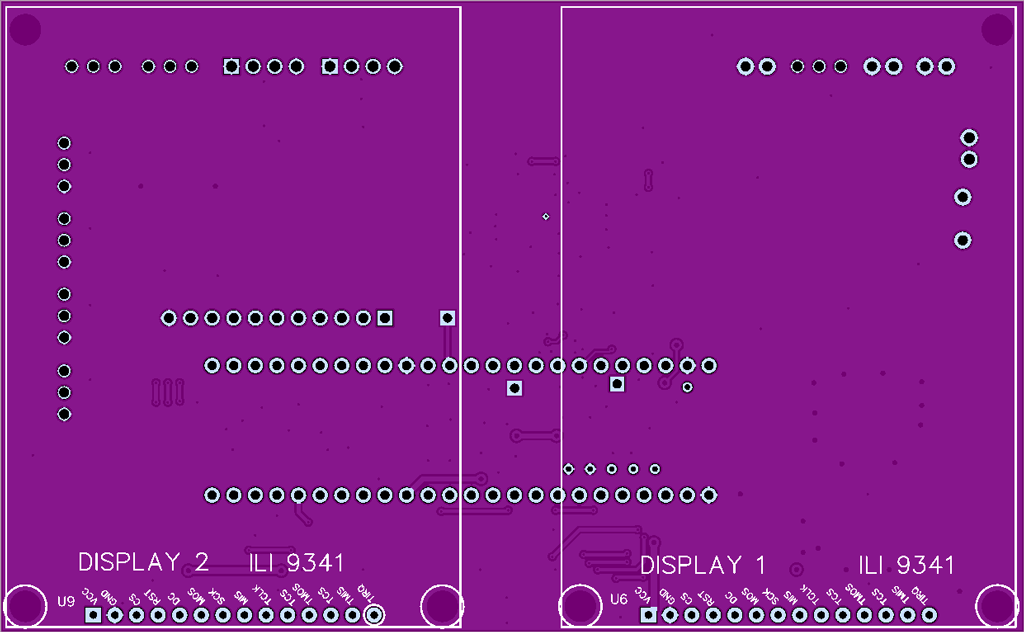 DISPLAY 2 ILI 9341
DISPLAY 1 ILI 9341
U9 VCC GND CS RST DC MOS SCK MIS TCLK TCS TMOS TCS TMS TIRQ
U6 VCC GND CS RST DC MOS SCK MIS TCLK TCS TMOS TCS TMS TIRQ